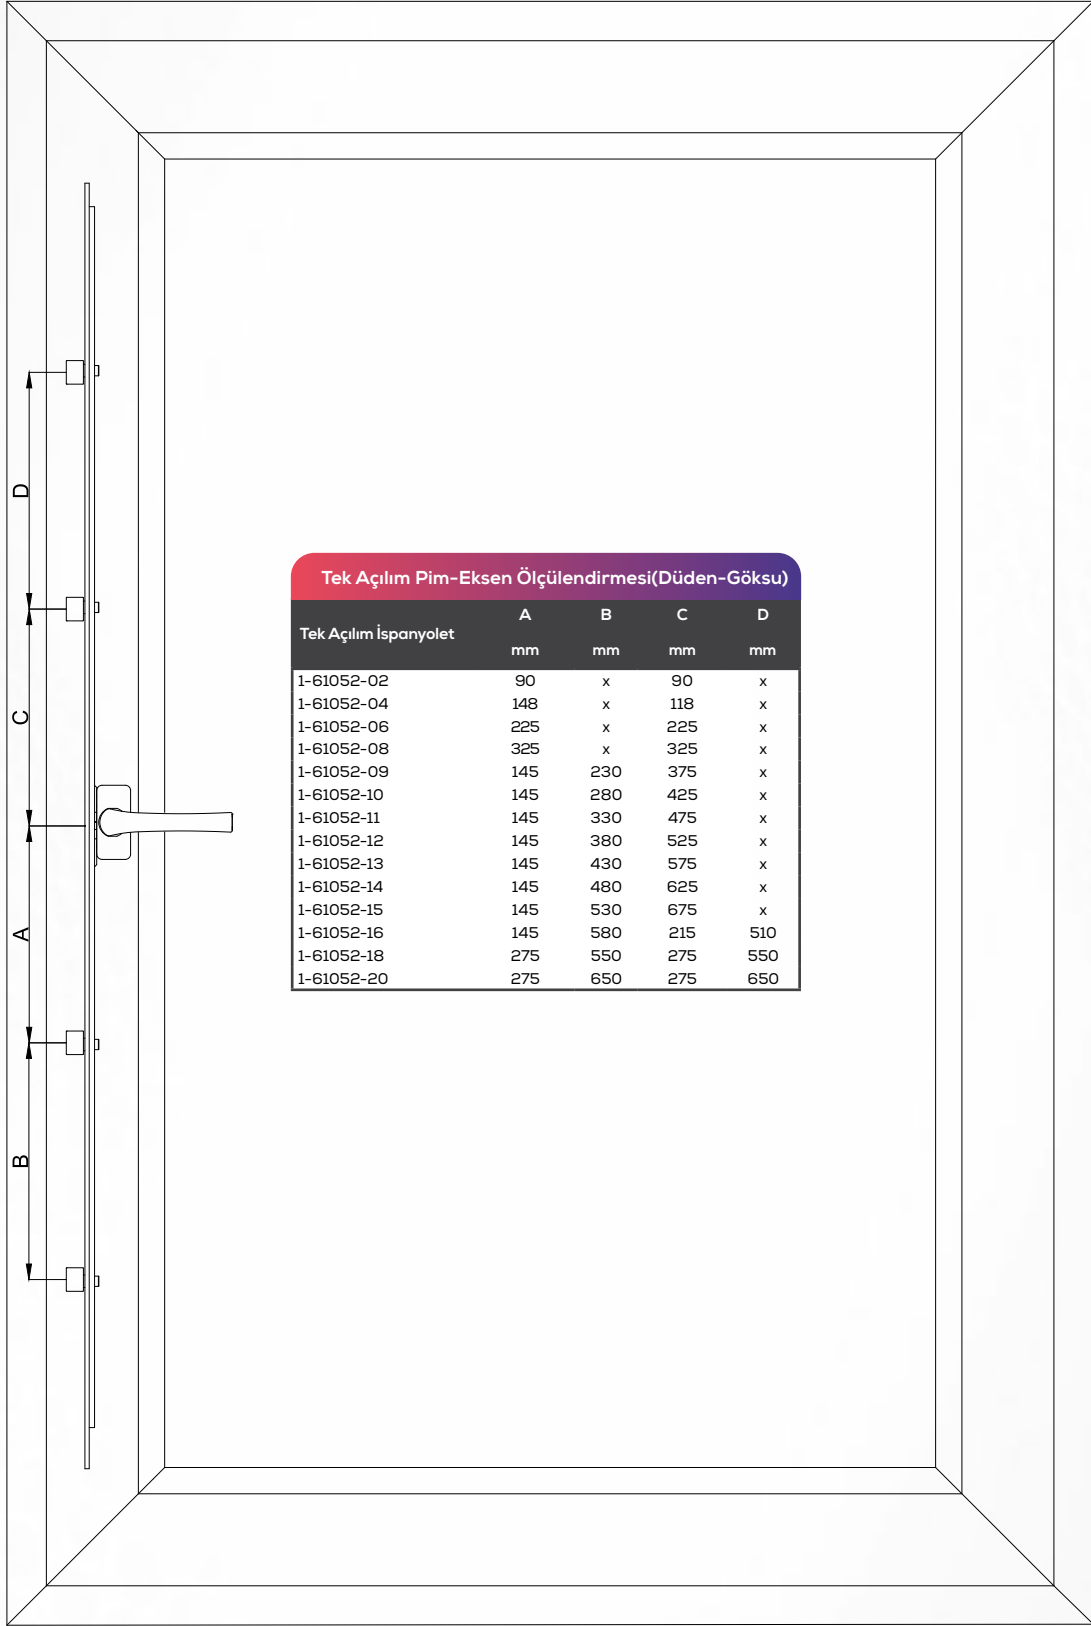 D
C
A
B
Tek Açılım Pim-Eksen Ölçülendirmesi(Düden-Göksu)
Tek Açılım İspanyolet A B C D
mm mm mm mm
1-61052-02 90 x 90 x
1-61052-04 148 x 118 x
1-61052-06 225 x 225 x
1-61052-08 325 x 325 x
1-61052-09 145 230 375 x
1-61052-10 145 280 425 x
1-61052-11 145 330 475 x
1-61052-12 145 380 525 x
1-61052-13 145 430 575 x
1-61052-14 145 480 625 x
1-61052-15 145 530 675 x
1-61052-16 145 580 215 510
1-61052-18 275 550 275 550
1-61052-20 275 650 275 650